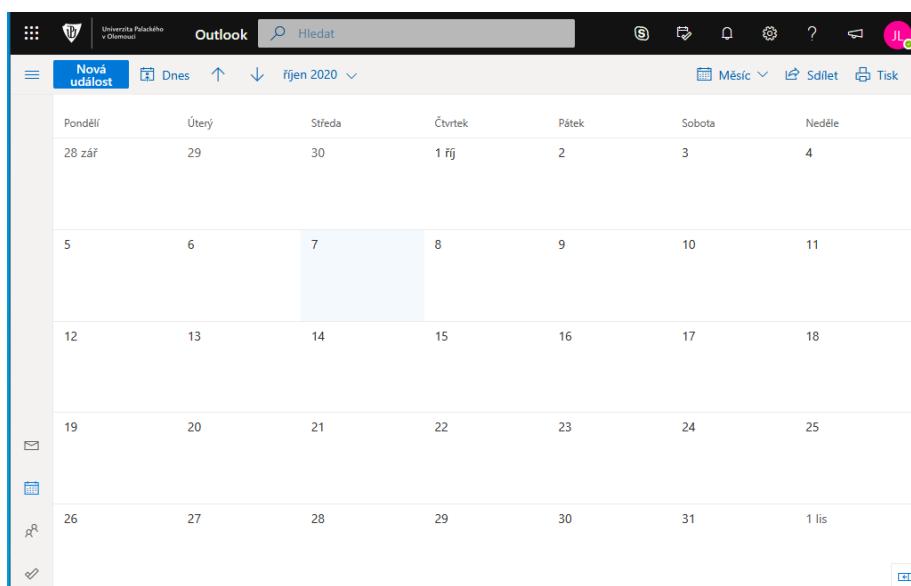 Univerzita Palackého
v Olomouci
Outlook
Hledat
JL
Nová
událost
Dnes
říjen 2020
Měsíc
Sdílet
Tisk
Pondělí Úterý Středa Čtvrtek Pátek Sobota Neděle
28 zář 29 30 1 říj 2 3 4
5 6 7 8 9 10 11
12 13 14 15 16 17 18
19 20 21 22 23 24 25
26 27 28 29 30 31 1 lis